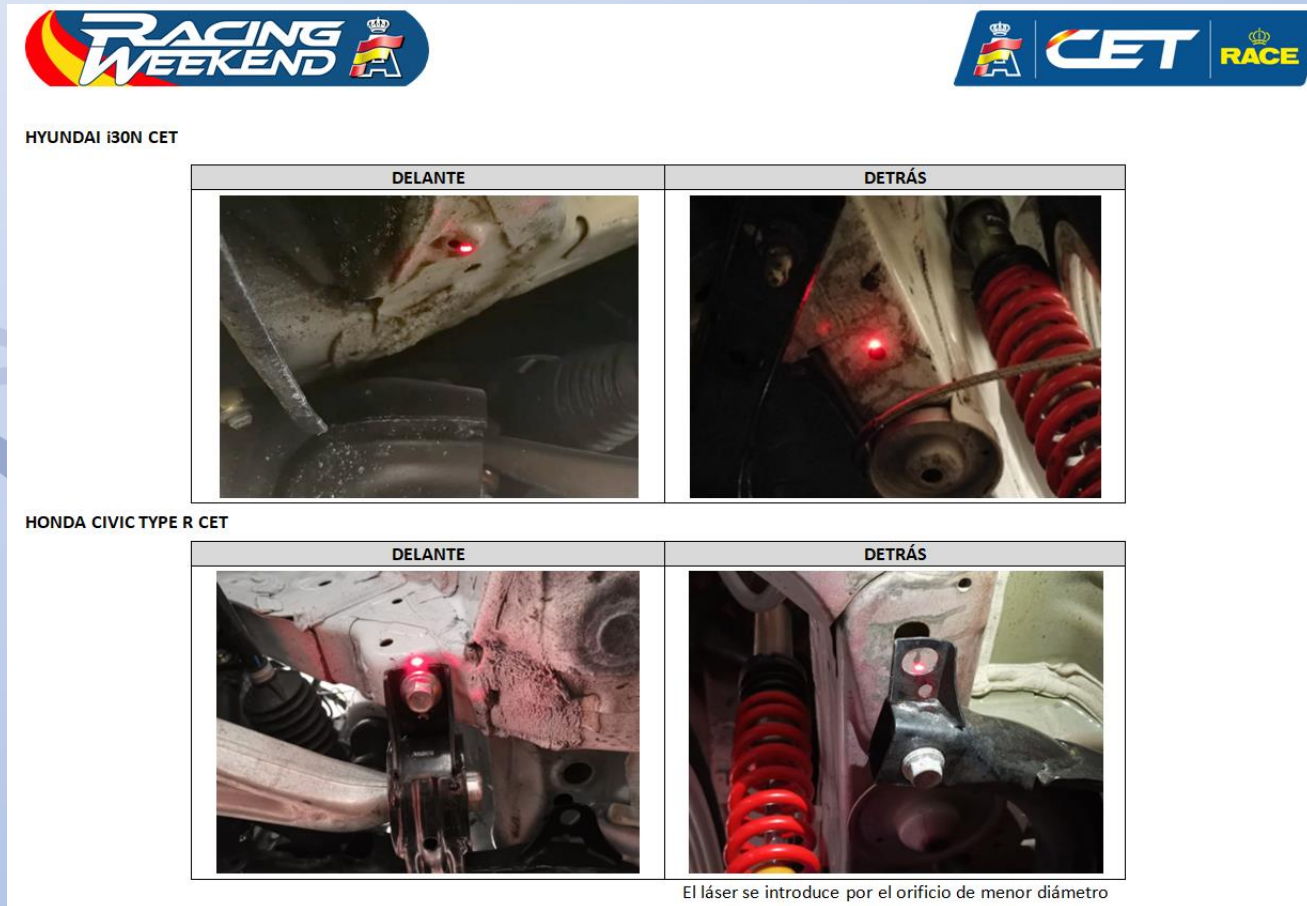 RACING
WEEKEND
CET
RACE
HYUNDAI i30N CET
DELANTE
DETRÁS
HONDA CIVIC TYPE R CET
DELANTE
DETRÁS
El láser se introduce por el orificio de menor diámetro